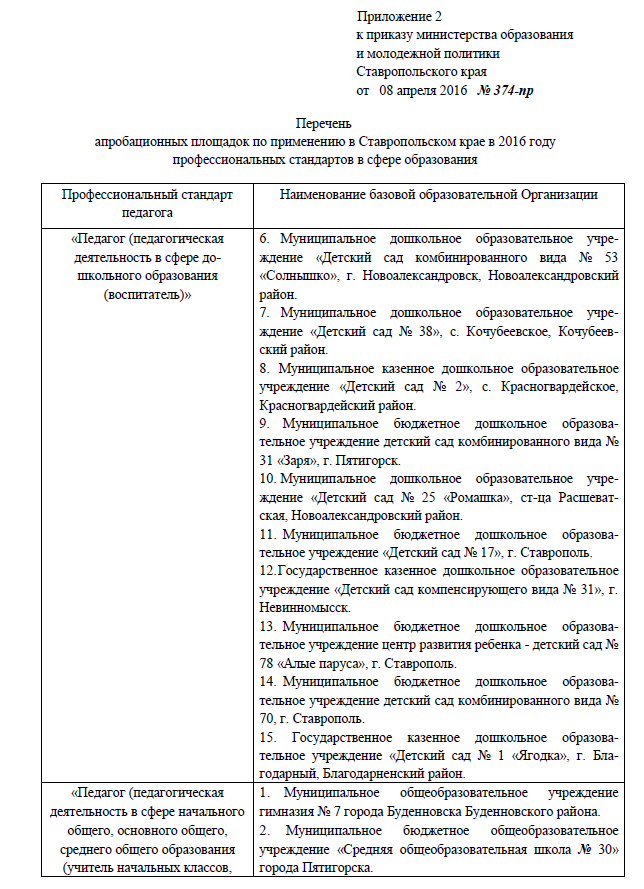 Приложение 2
к приказу министерства образования
и молодежной политики
Ставропольского края
от 08 апреля 2016 № 374-пр
Перечень
апробационных площадок по применению в Ставропольском крае в 2016 году
профессиональных стандартов в сфере образования
Профессиональный стандарт
педагога
Наименование базовой образовательной Организации
«Педагог (педагогическая
деятельность в сфере до-
школьного образования
(воспитатель)»
6. Муниципальное дошкольное образовательное учре-
ждение «Детский сад комбинированного вида № 53
«Солнышко», г. Новоалександровск, Новоалександровский
район.
7. Муниципальное дошкольное образовательное учре-
ждение «Детский сад № 38», с. Кочубеевское, Кочубеев-
ский район.
8. Муниципальное казенное дошкольное образовательное
учреждение «Детский сад № 2», с. Красногвардейское,
Красногвардейский район.
9. Муниципальное бюджетное дошкольное образова-
тельное учреждение детский сад комбинированного вида №
31 «Заря», г. Пятигорск.
10. Муниципальное дошкольное образовательное учре-
ждение «Детский сад № 25 «Ромашка», ст-ца Расшеват-
ская, Новоалександровский район.
11. Муниципальное бюджетное дошкольное образова-
тельное учреждение «Детский сад № 17», г. Ставрополь.
12.Государственное казенное дошкольное образовательное
учреждение «Детский сад компенсирующего вида № 31», г.
Невинномысск.
13. Муниципальное бюджетное дошкольное образова-
тельное учреждение центр развития ребенка - детский сад №
78 «Алые паруса», г. Ставрополь.
14. Муниципальное бюджетное дошкольное образова-
тельное учреждение детский сад комбинированного вида №
70, г. Ставрополь.
15. Государственное казенное дошкольное образова-
тельное учреждение «Детский сад № 1 «Ягодка», г. Бла-
годарный, Благодарненский район.
«Педагог (педагогическая
деятельность в сфере начального
общего, основного общего,
среднего общего образования
(учитель начальных классов,
1. Муниципальное общеобразовательное учреждение
гимназия № 7 города Буденновска Буденновского района.
2. Муниципальное бюджетное общеобразовательное
учреждение «Средняя общеобразовательная школа № 30»
города Пятигорска.